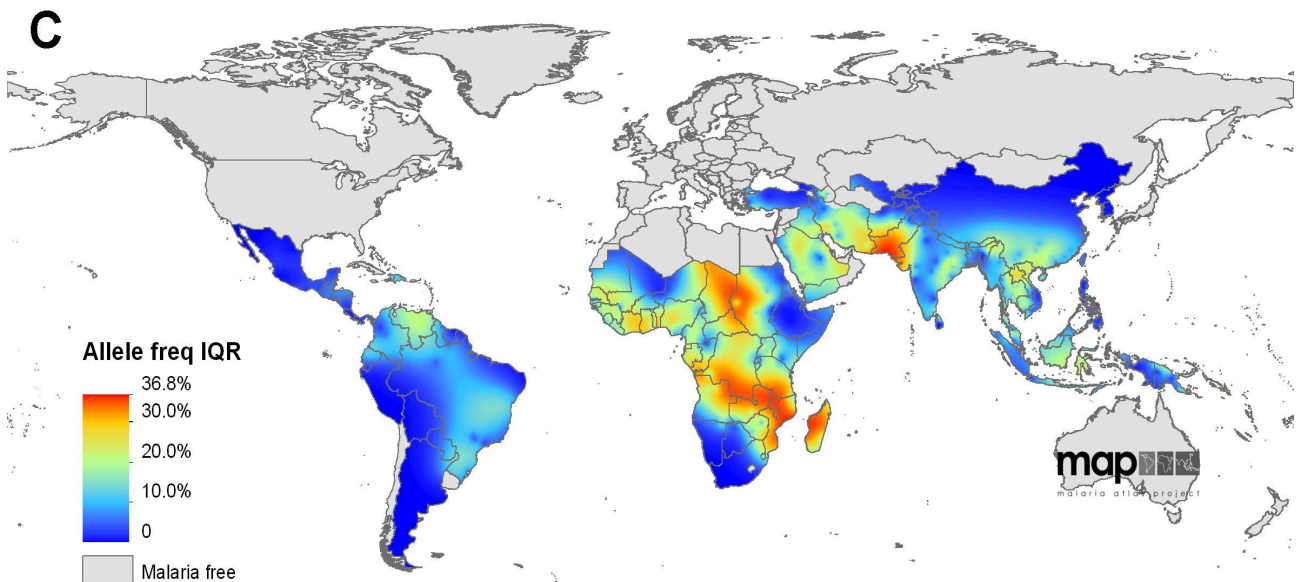 C
Allele freq IQR
36.8%
30.0%
20.0%
10.0%
0
Malaria free
map
malaria atlas project